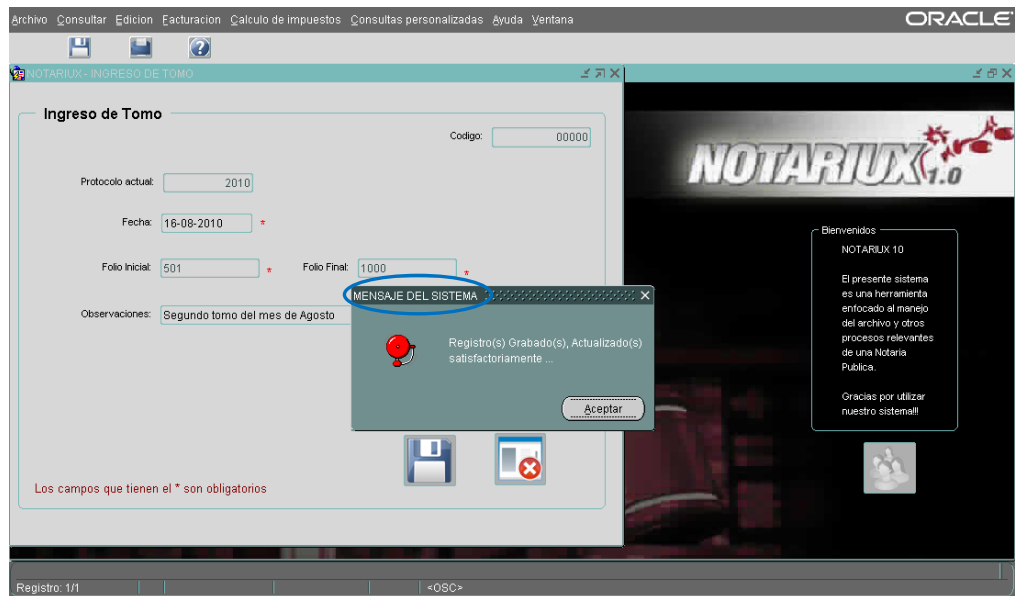 Archivo Consultar Edicion Facturacion Calculo de impuestos Consultas personalizadas Ayuda Ventana
ORACLE
NOTARIUX - INGRESO DE TOMO
Ingreso de Tomo
Codigo: 00000
Protocolo actual: 2010
Fecha: 16-08-2010 *
Folio Inicial: 501 * Folio Final: 1000 *
Observaciones: Segundo tomo del mes de Agosto
MENSAJE DEL SISTEMA
Registro(s) Grabado(s), Actualizado(s)
satisfactoriamente ...
Aceptar
Los campos que tienen el * son obligatorios
NOTARIUX 1.0
Bienvenidos
NOTARIUX 10
El presente sistema
es una herramienta
enfocado al manejo
del archivo y otros
procesos relevantes
de una Notaria
Publica.
Gracias por utilizar
nuestro sistema!!!
Registro: 1/1 <OSC>